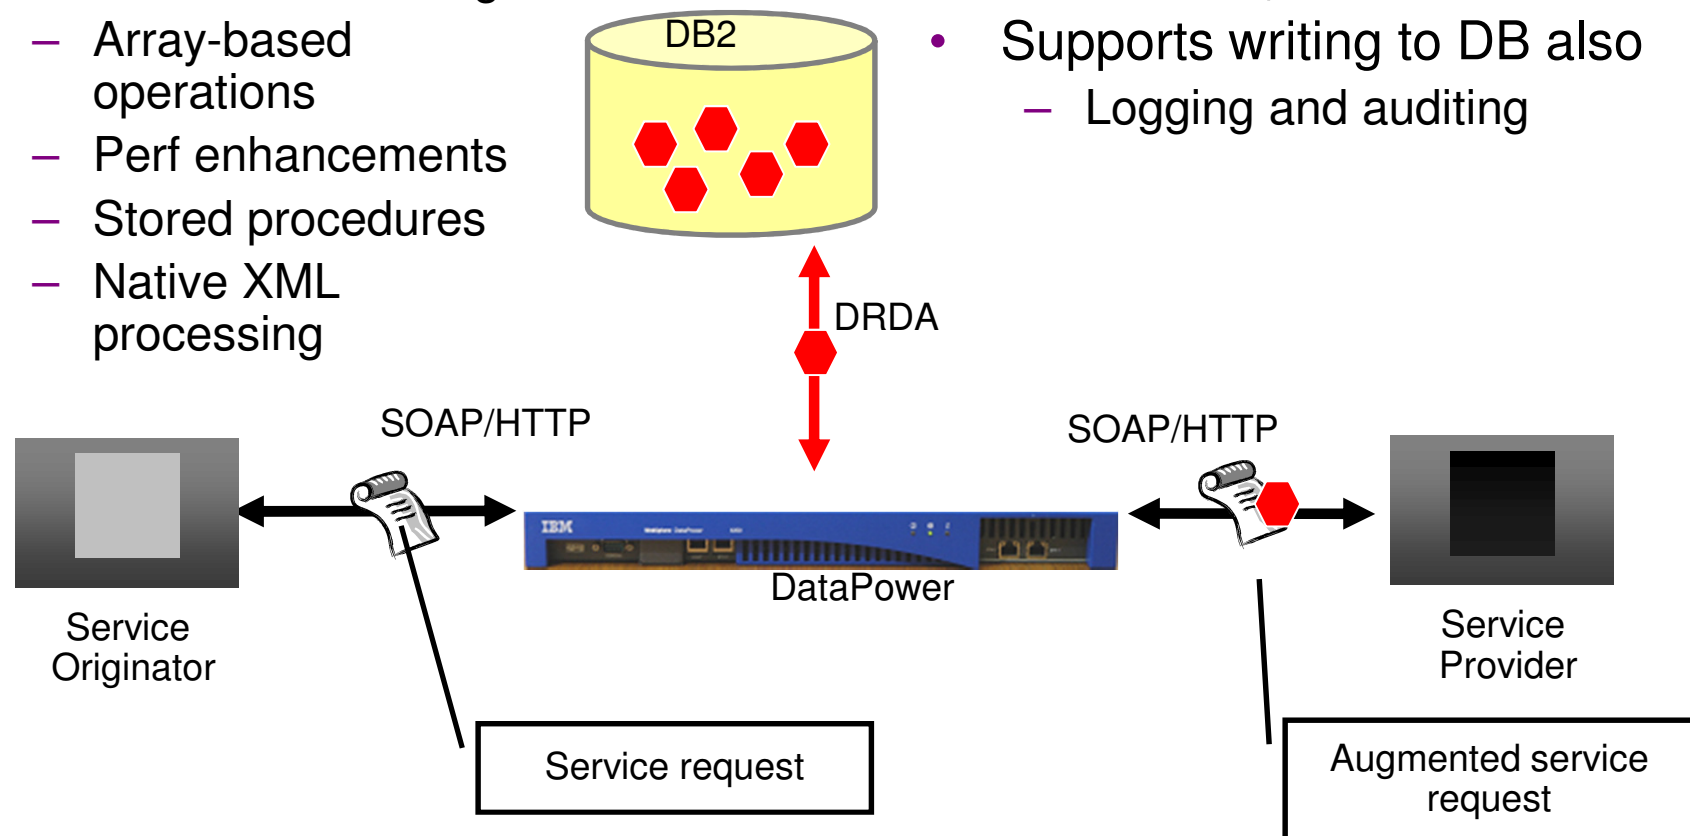 – Array-based
operations
– Perf enhancements
– Stored procedures
– Native XML
processing
DB2
• Supports writing to DB also
– Logging and auditing
DRDA
SOAP/HTTP
SOAP/HTTP
IBM
DataPower
Service
Originator
Service
Provider
Service request
Augmented service
request